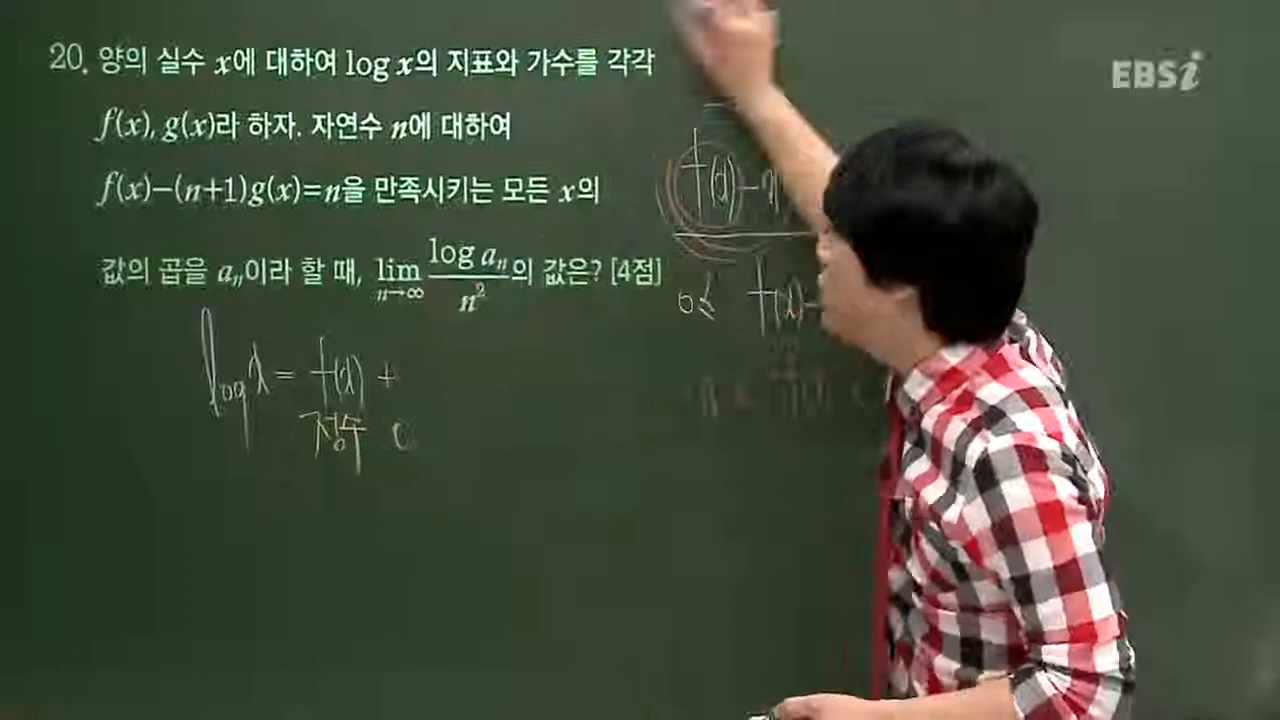 20. 양의 실수 x에 대하여 log x의 지표와 가수를 각각
f(x), g(x)라 하자. 자연수 n에 대하여
f(x)-(n+1)g(x)=n을 만족시키는 모든 x의
값의 곱을 aₙ이라 할 때, lim n→∞ log aₙ / n²의 값은? [4점]
EBSi
f(x)-n
0≤ f(x)-
log x = f(x) +
정수 0